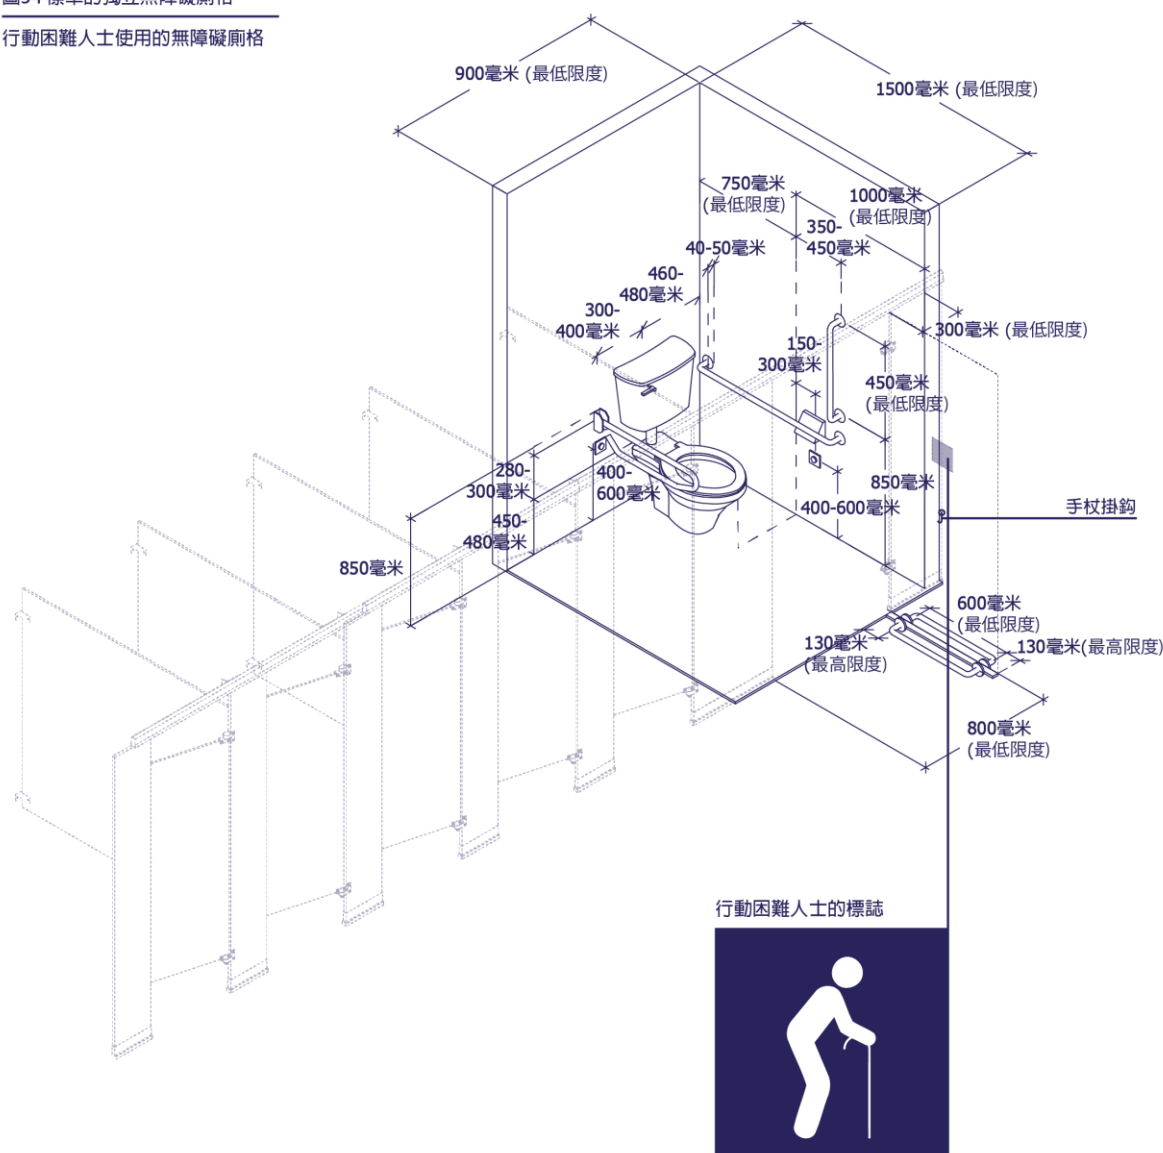 行動困難人士使用的無障礙廁格
900毫米 (最低限度)
1500毫米 (最低限度)
750毫米
(最低限度)
1000毫米
(最低限度)
350-
450毫米
40-50毫米
460-
480毫米
300-
400毫米
300毫米 (最低限度)
150-
300毫米
450毫米
(最低限度)
280-
300毫米
400-
600毫米
850毫米
400-600毫米
手杖掛鈎
450-
480毫米
850毫米
600毫米
(最低限度)
130毫米
(最高限度)
130毫米(最高限度)
800毫米
(最低限度)
行動困難人士的標誌